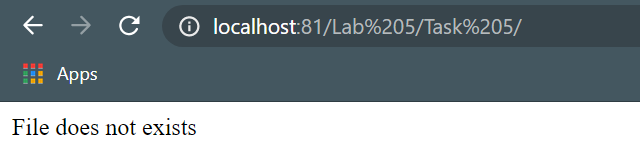 localhost:81/Lab%205/Task%205/
Apps
File does not exists